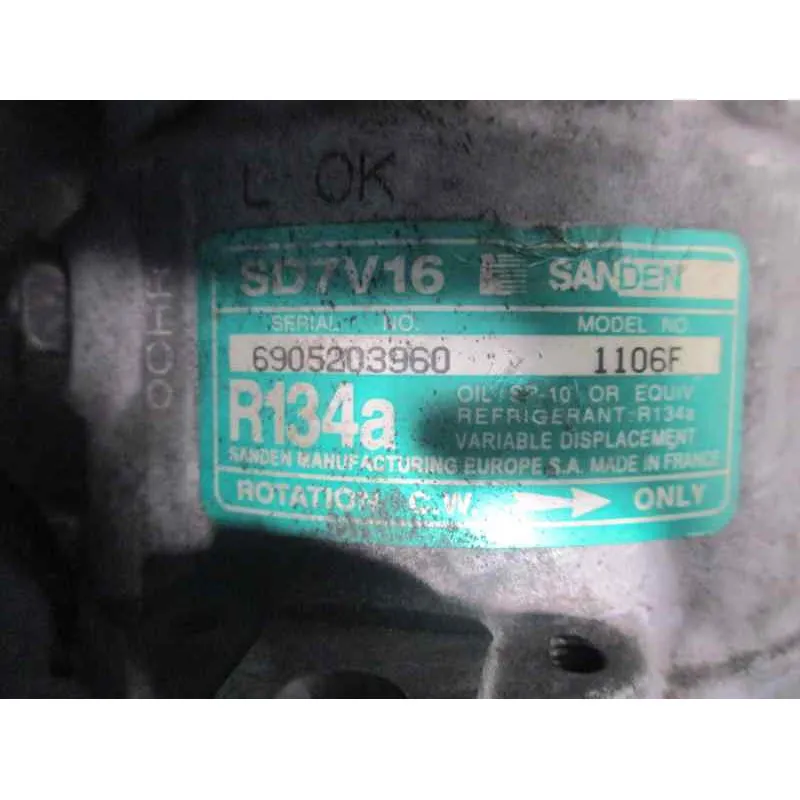 L OK
SD7V16 SANDEN
SERIAL NO. MODEL NO.
6905203960 1106F
R134a
OIL: SP-10 OR EQUIV
REFRIGERANT-R134a
VARIABLE DISPLACEMENT
SANDEN MANUFACTURING EUROPE S.A. MADE IN FRANCE
ROTATION C.W. ONLY